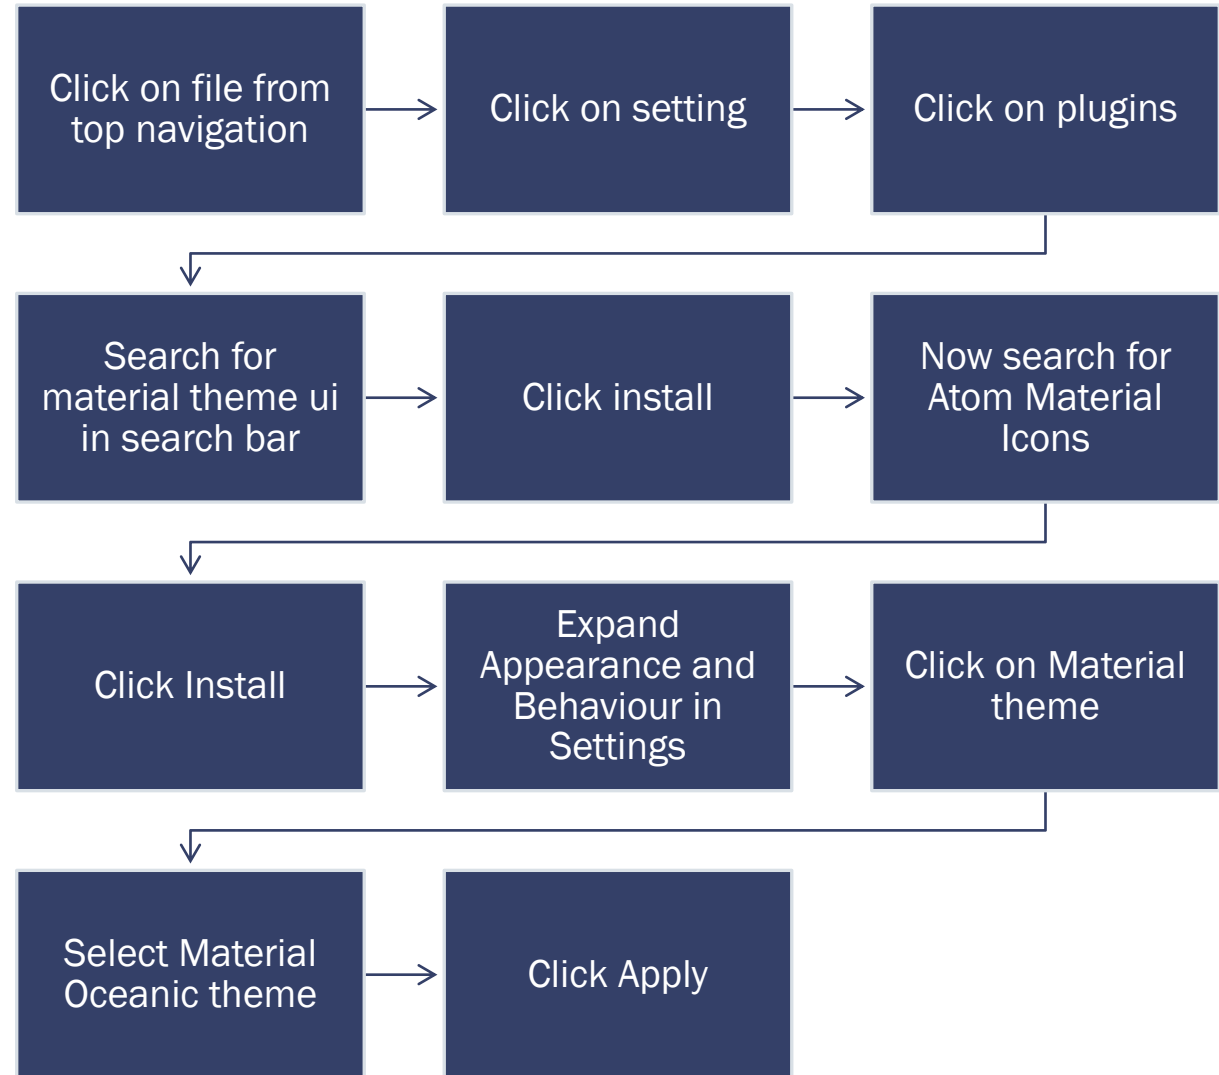 Click on file from
top navigation
Click on setting
Click on plugins
Search for
material theme ui
in search bar
Click install
Now search for
Atom Material
Icons
Click Install
Expand
Appearance and
Behaviour in
Settings
Click on Material
theme
Select Material
Oceanic theme
Click Apply